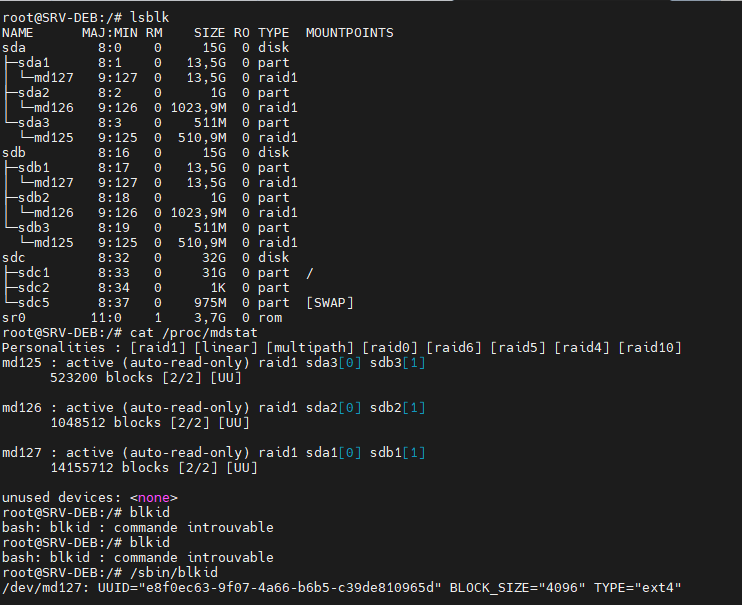 root@SRV-DEB:/# lsblk
NAME      MAJ:MIN RM    SIZE RO TYPE  MOUNTPOINTS
sda         8:0    0     15G  0 disk
├─sda1      8:1    0   13,5G  0 part
│ └─md127   9:127  0   13,5G  0 raid1
├─sda2      8:2    0      1G  0 part
│ └─md126   9:126  0 1023,9M  0 raid1
└─sda3      8:3    0    511M  0 part
  └─md125   9:125  0  510,9M  0 raid1
sdb         8:16   0     15G  0 disk
├─sdb1      8:17   0   13,5G  0 part
│ └─md127   9:127  0   13,5G  0 raid1
├─sdb2      8:18   0      1G  0 part
│ └─md126   9:126  0 1023,9M  0 raid1
└─sdb3      8:19   0    511M  0 part
  └─md125   9:125  0  510,9M  0 raid1
sdc         8:32   0     32G  0 disk
├─sdc1      8:33   0     31G  0 part  /
├─sdc2      8:34   0      1K  0 part
└─sdc5      8:37   0    975M  0 part  [SWAP]
sr0        11:0    1    3,7G  0 rom
root@SRV-DEB:/# cat /proc/mdstat
Personalities : [raid1] [linear] [multipath] [raid0] [raid6] [raid5] [raid4] [raid10]
md125 : active (auto-read-only) raid1 sda3[0] sdb3[1]
      523200 blocks [2/2] [UU]

md126 : active (auto-read-only) raid1 sda2[0] sdb2[1]
      1048512 blocks [2/2] [UU]

md127 : active (auto-read-only) raid1 sda1[0] sdb1[1]
      14155712 blocks [2/2] [UU]

unused devices: <none>
root@SRV-DEB:/# blkid
bash: blkid : commande introuvable
root@SRV-DEB:/# blkid
bash: blkid : commande introuvable
root@SRV-DEB:/# /sbin/blkid
/dev/md127: UUID="e8f0ec63-9f07-4a66-b6b5-c39de810965d" BLOCK_SIZE="4096" TYPE="ext4"